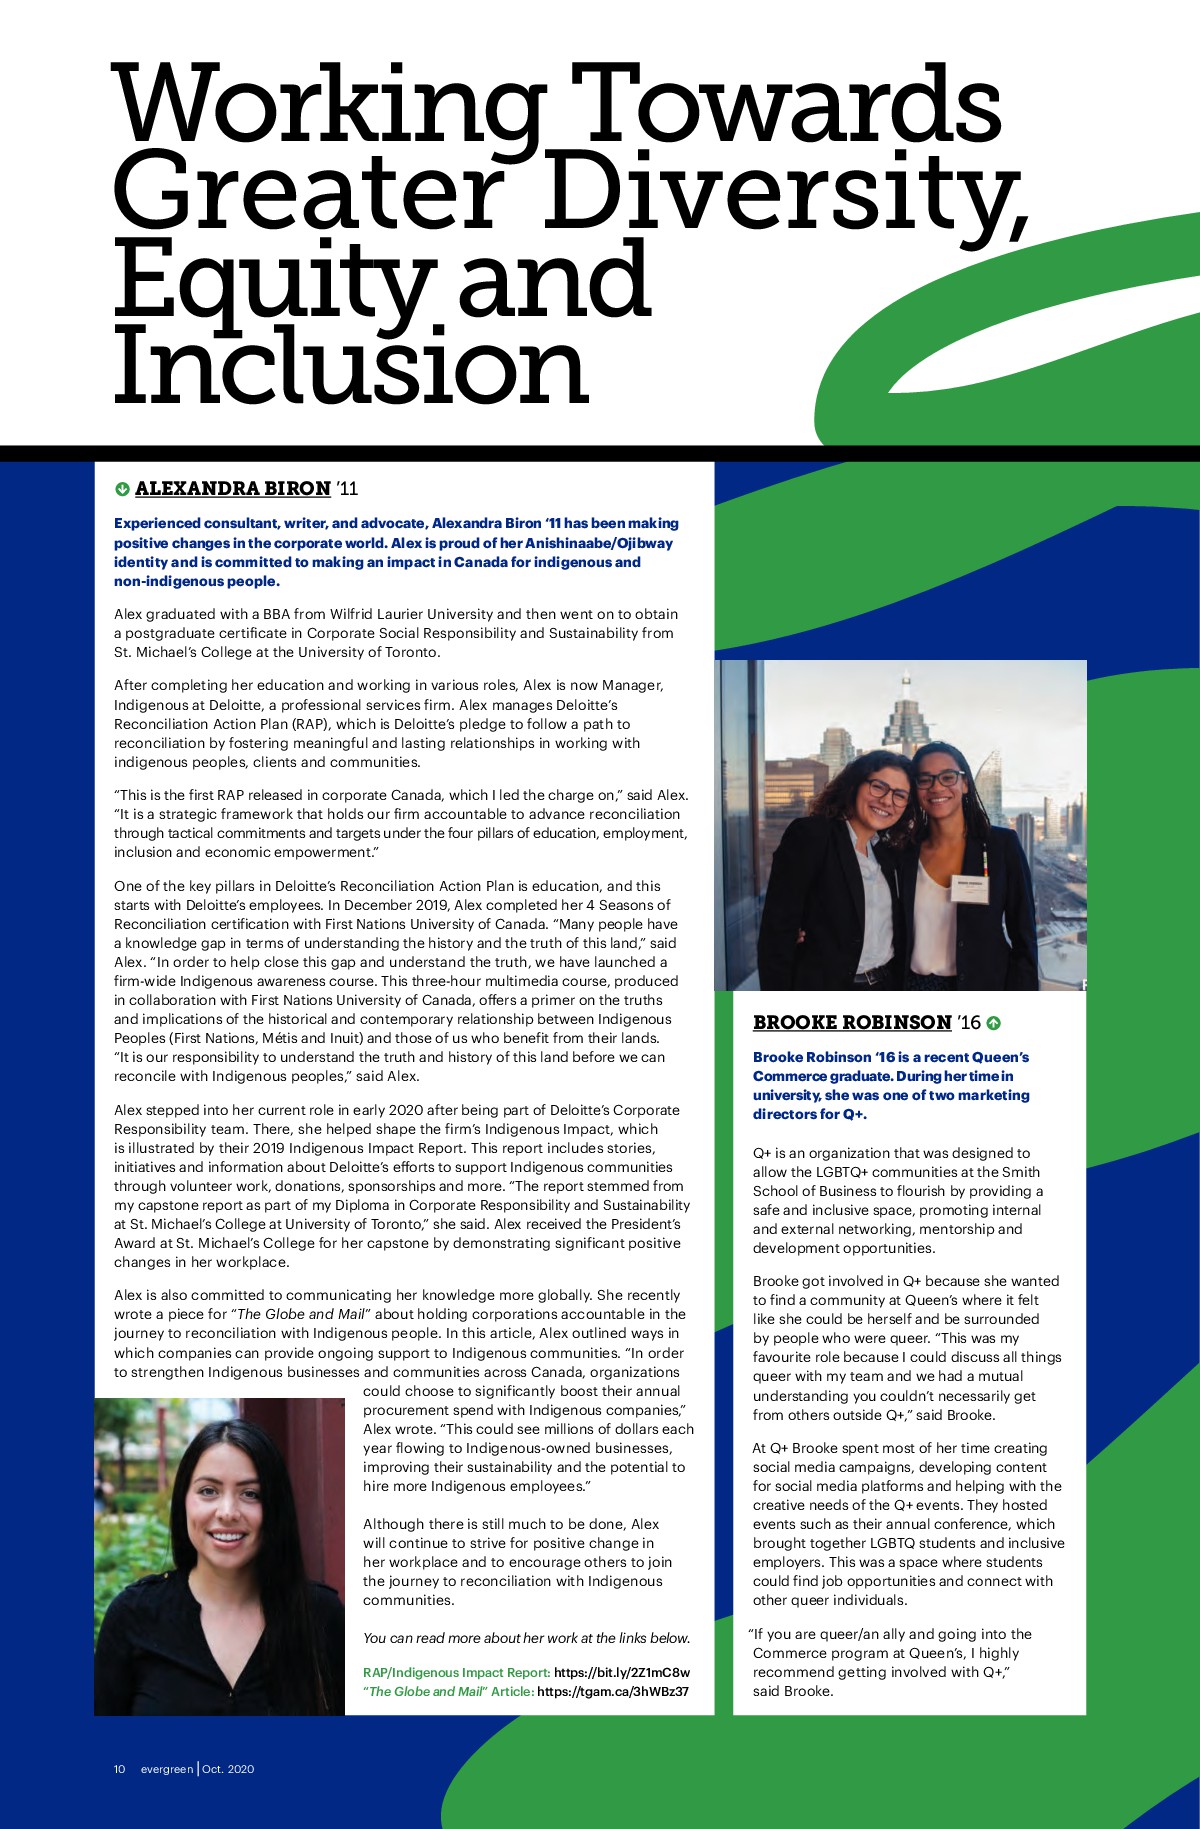 Working Towards
Greater Diversity,
Equity and
Inclusion
ALEXANDRA BIRON '11
Experienced consultant, writer, and advocate, Alexandra Biron ‘11 has been making
positive changes in the corporate world. Alex is proud of her Anishinaabe/Ojibway
identity and is committed to making an impact in Canada for indigenous and
non-indigenous people.
Alex graduated with a BBA from Wilfrid Laurier University and then went on to obtain
a postgraduate certificate in Corporate Social Responsibility and Sustainability from
St. Michael’s College at the University of Toronto.
After completing her education and working in various roles, Alex is now Manager,
Indigenous at Deloitte, a professional services firm. Alex manages Deloitte’s
Reconciliation Action Plan (RAP), which is Deloitte’s pledge to follow a path to
reconciliation by fostering meaningful and lasting relationships in working with
indigenous peoples, clients and communities.
“This is the first RAP released in corporate Canada, which I led the charge on,” said Alex.
“It is a strategic framework that holds our firm accountable to advance reconciliation
through tactical commitments and targets under the four pillars of education, employment,
inclusion and economic empowerment.”
One of the key pillars in Deloitte’s Reconciliation Action Plan is education, and this
starts with Deloitte’s employees. In December 2019, Alex completed her 4 Seasons of
Reconciliation certification with First Nations University of Canada. “Many people have
a knowledge gap in terms of understanding the history and the truth of this land,” said
Alex. “In order to help close this gap and understand the truth, we have launched a
firm-wide Indigenous awareness course. This three-hour multimedia course, produced
in collaboration with First Nations University of Canada, offers a primer on the truths
and implications of the historical and contemporary relationship between Indigenous
Peoples (First Nations, Métis and Inuit) and those of us who benefit from their lands.
“It is our responsibility to understand the truth and history of this land before we can
reconcile with Indigenous peoples,” said Alex.
Alex stepped into her current role in early 2020 after being part of Deloitte’s Corporate
Responsibility team. There, she helped shape the firm’s Indigenous Impact, which
is illustrated by their 2019 Indigenous Impact Report. This report includes stories,
initiatives and information about Deloitte’s efforts to support Indigenous communities
through volunteer work, donations, sponsorships and more. “The report stemmed from
my capstone report as part of my Diploma in Corporate Responsibility and Sustainability
at St. Michael’s College at University of Toronto,” she said. Alex received the President’s
Award at St. Michael’s College for her capstone by demonstrating significant positive
changes in her workplace.
Alex is also committed to communicating her knowledge more globally. She recently
wrote a piece for “The Globe and Mail” about holding corporations accountable in the
journey to reconciliation with Indigenous people. In this article, Alex outlined ways in
which companies can provide ongoing support to Indigenous communities. “In order
to strengthen Indigenous businesses and communities across Canada, organizations
could choose to significantly boost their annual
procurement spend with Indigenous companies,”
Alex wrote. “This could see millions of dollars each
year flowing to Indigenous-owned businesses,
improving their sustainability and the potential to
hire more Indigenous employees.”
Although there is still much to be done, Alex
will continue to strive for positive change in
her workplace and to encourage others to join
the journey to reconciliation with Indigenous
communities.
You can read more about her work at the links below.
RAP/Indigenous Impact Report: https://bit.ly/2Z1mC8w
“The Globe and Mail” Article: https://tgam.ca/3hWBz37
BROOKE ROBINSON '16
Brooke Robinson ‘16 is a recent Queen’s
Commerce graduate. During her time in
university, she was one of two marketing
directors for Q+.
Q+ is an organization that was designed to
allow the LGBTQ+ communities at the Smith
School of Business to flourish by providing a
safe and inclusive space, promoting internal
and external networking, mentorship and
development opportunities.
Brooke got involved in Q+ because she wanted
to find a community at Queen’s where it felt
like she could be herself and be surrounded
by people who were queer. “This was my
favourite role because I could discuss all things
queer with my team and we had a mutual
understanding you couldn’t necessarily get
from others outside Q+,” said Brooke.
At Q+ Brooke spent most of her time creating
social media campaigns, developing content
for social media platforms and helping with the
creative needs of the Q+ events. They hosted
events such as their annual conference, which
brought together LGBTQ students and inclusive
employers. This was a space where students
could find job opportunities and connect with
other queer individuals.
“If you are queer/an ally and going into the
Commerce program at Queen’s, I highly
recommend getting involved with Q+,”
said Brooke.
10 evergreen | Oct. 2020